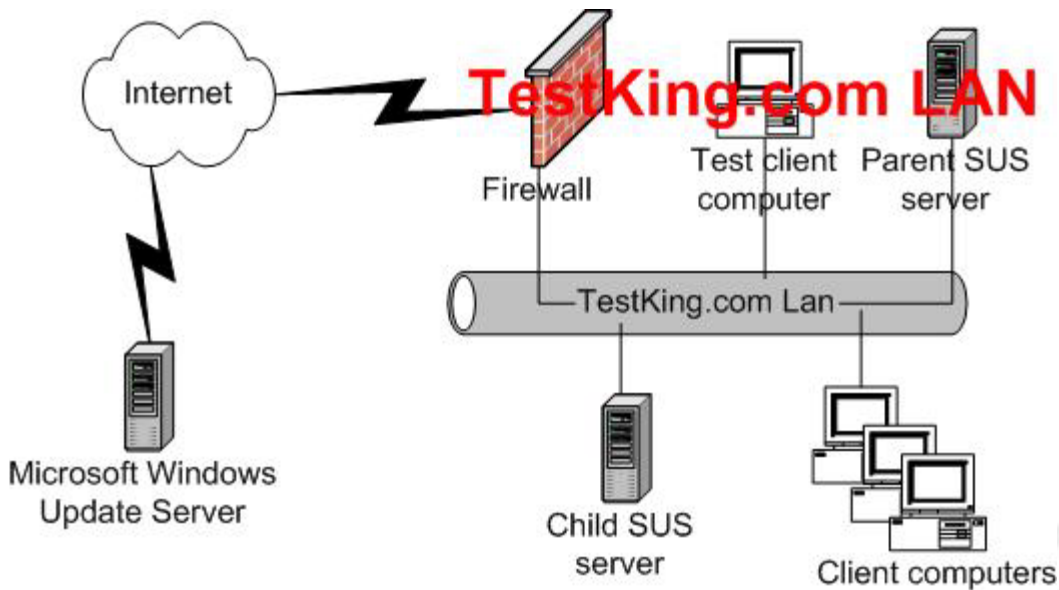 Internet
TestKing.com LAN
Firewall
Test client
computer
Parent SUS
server
TestKing.com Lan
Microsoft Windows
Update Server
Child SUS
server
Client computers